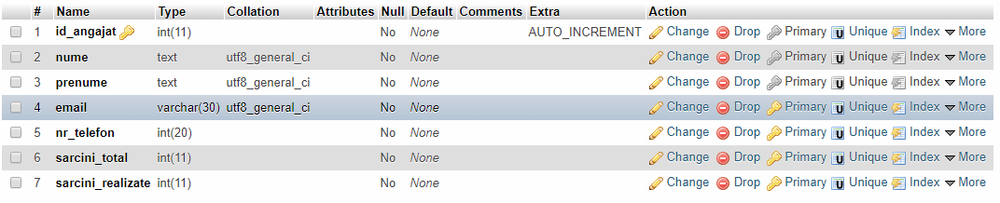 # Name Type Collation Attributes Null Default Comments Extra Action
1 id_angajat int(11) No None AUTO_INCREMENT Change Drop Primary U Unique Index More
2 nume text utf8_general_ci No None Change Drop Primary U Unique Index More
3 prenume text utf8_general_ci No None Change Drop Primary U Unique Index More
4 email varchar(30) utf8_general_ci No None Change Drop Primary U Unique Index More
5 nr_telefon int(20) No None Change Drop Primary U Unique Index More
6 sarcini_total int(11) No None Change Drop Primary U Unique Index More
7 sarcini_realizate int(11) No None Change Drop Primary U Unique Index More